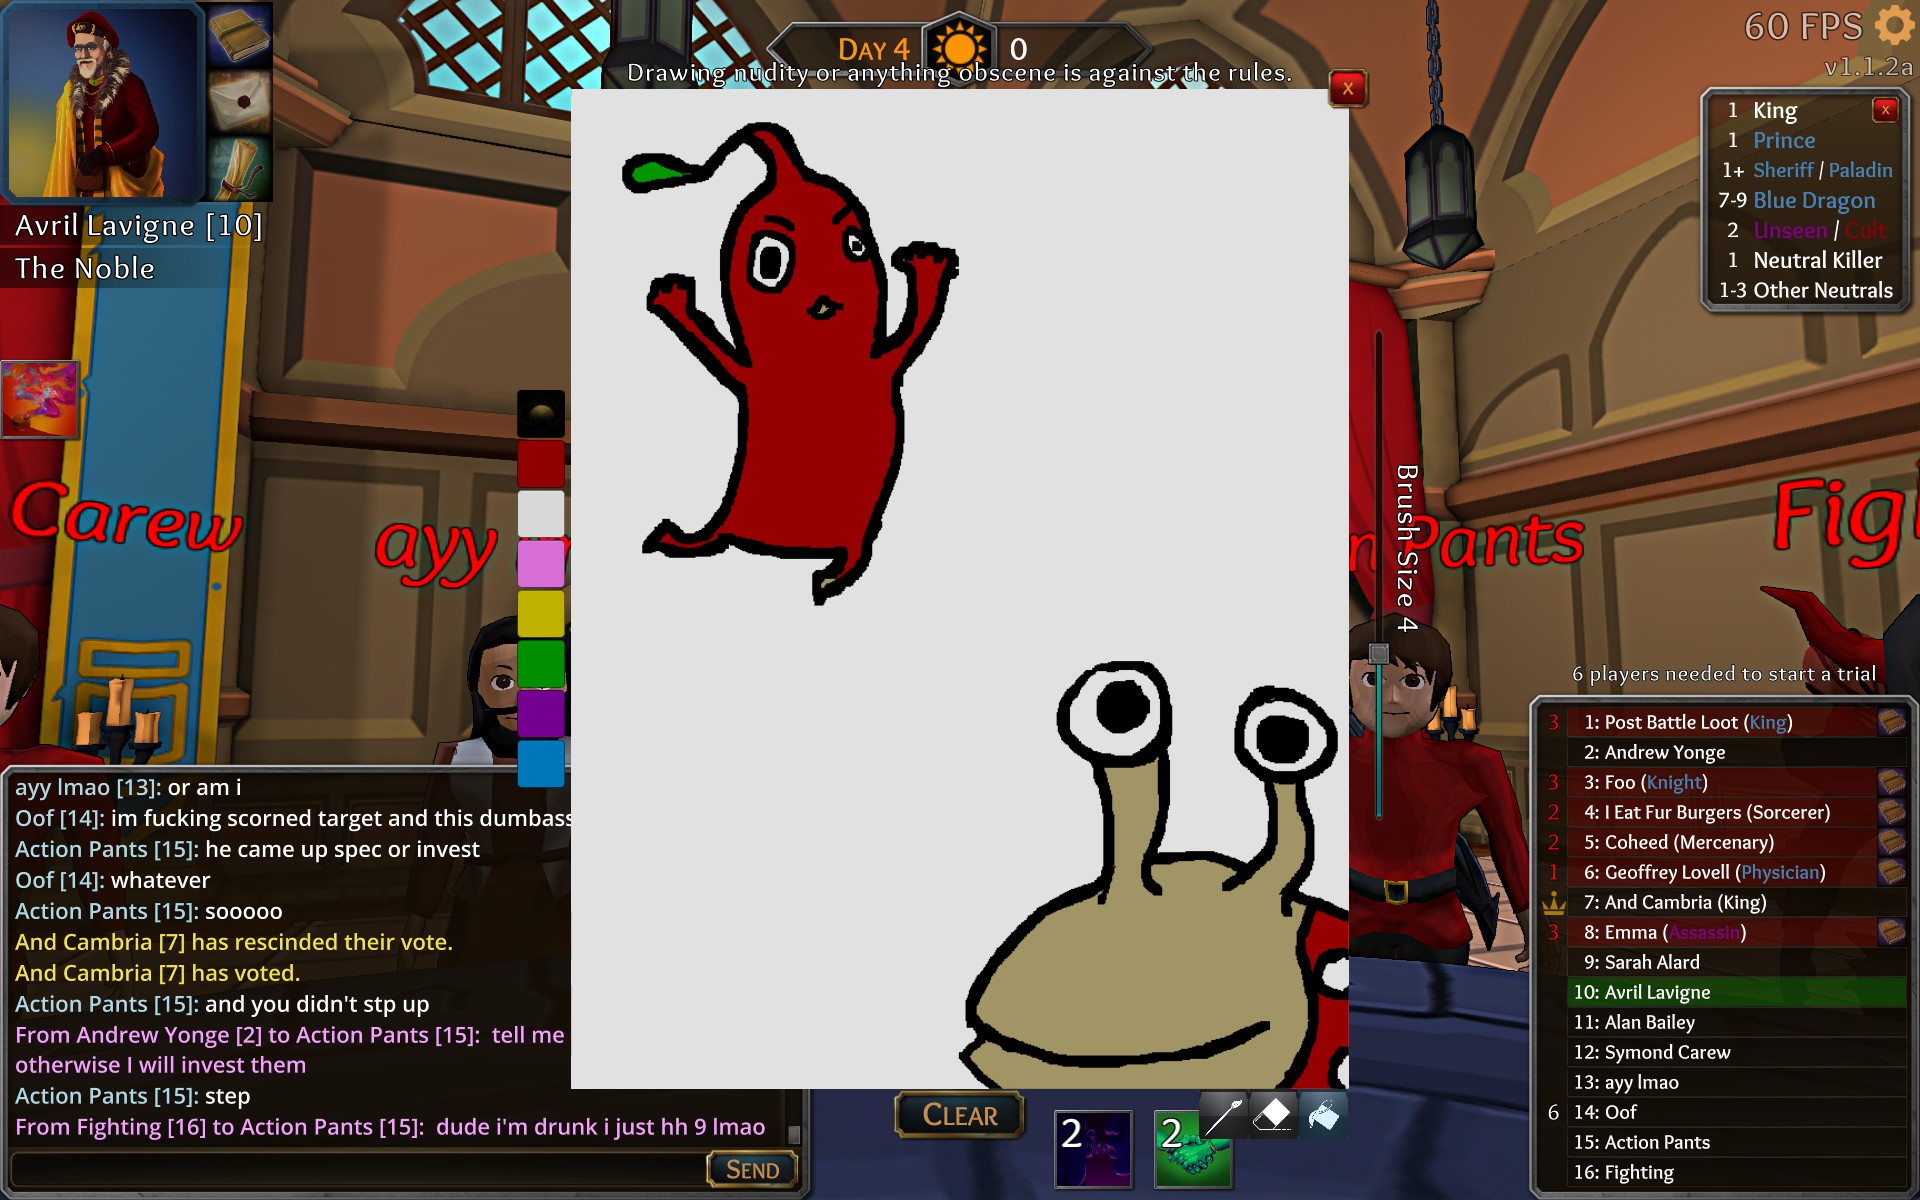 DAY 4 0
Drawing nudity or anything obscene is against the rules.
X
60 FPS
v1.1.2a
Avril Lavigne [10]
The Noble
1 King X
1 Prince
1+ Sheriff / Paladin
7-9 Blue Dragon
2 Unseen / Cult
1 Neutral Killer
1-3 Other Neutrals
Carew
ayy
Pants
Fig
Brush Size 4
6 players needed to start a trial
3 1: Post Battle Loot (King)
2: Andrew Yonge
3 3: Foo (Knight)
2 4: I Eat Fur Burgers (Sorcerer)
2 5: Coheed (Mercenary)
1 6: Geoffrey Lovell (Physician)
7: And Cambria (King)
3 8: Emma (Assassin)
9: Sarah Alard
10: Avril Lavigne
11: Alan Bailey
12: Symond Carew
13: ayy lmao
6 14: Oof
15: Action Pants
16: Fighting
ayy lmao [13]: or am i
Oof [14]: im fucking scorned target and this dumbass
Action Pants [15]: he came up spec or invest
Oof [14]: whatever
Action Pants [15]: sooooo
And Cambria [7] has rescinded their vote.
And Cambria [7] has voted.
Action Pants [15]: and you didn't stp up
From Andrew Yonge [2] to Action Pants [15]: tell me
otherwise I will invest them
Action Pants [15]: step
From Fighting [16] to Action Pants [15]: dude i'm drunk i just hh 9 lmao
SEND
CLEAR
2
2